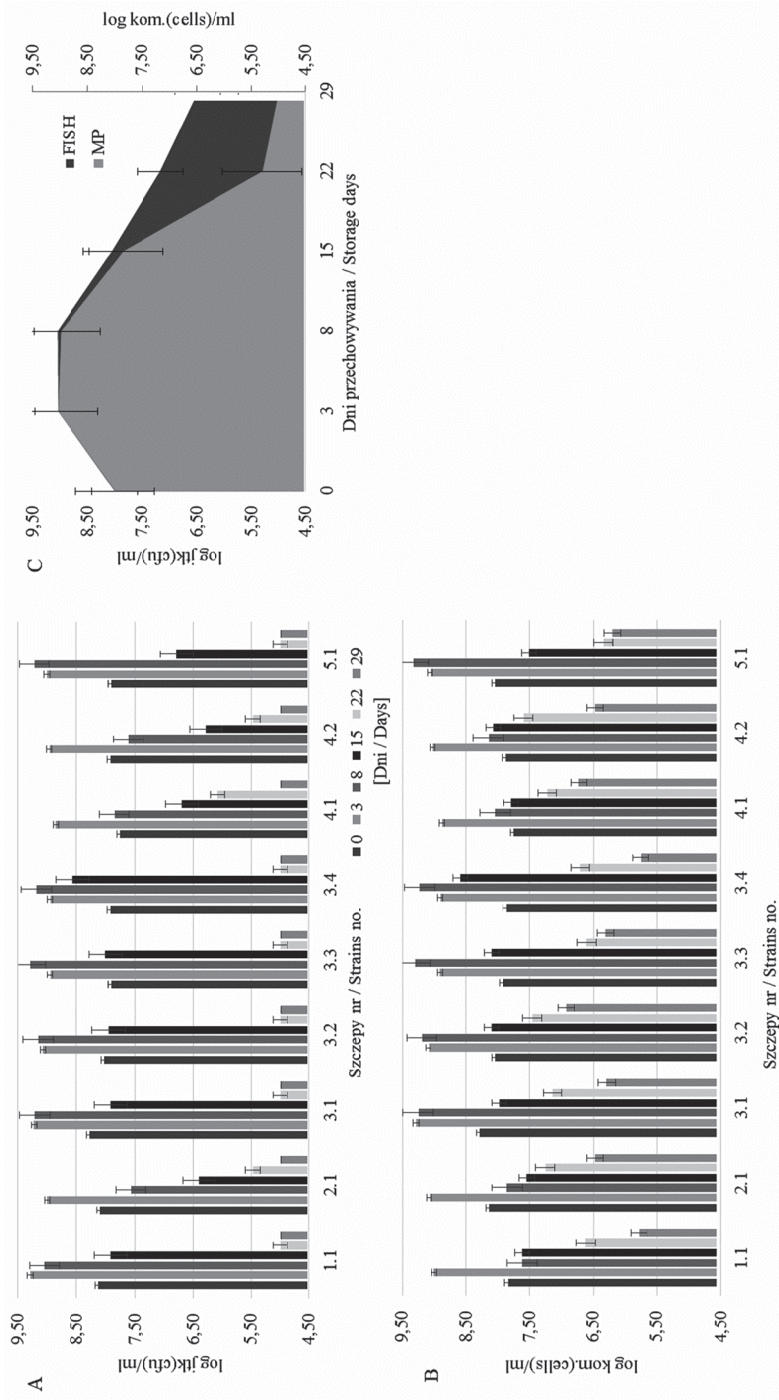 A
log jtk(cfu)/ml
9,50
8,50
7,50
6,50
5,50
4,50
1.1 2.1 3.1 3.2 3.3 3.4 4.1 4.2 5.1
Szczepy nr / Strains no.
0 3 8 15 22 29
[Dni / Days]
B
log kom.(cells)/ml
9,50
8,50
7,50
6,50
5,50
4,50
1.1 2.1 3.1 3.2 3.3 3.4 4.1 4.2 5.1
Szczepy nr / Strains no.
C
log jtk(cfu)/ml
9,50
8,50
7,50
6,50
5,50
4,50
FISH
MP
log kom.(cells)/ml
9,50
8,50
7,50
6,50
5,50
4,50
0 3 8 15 22 29
Dni przechowywania / Storage days